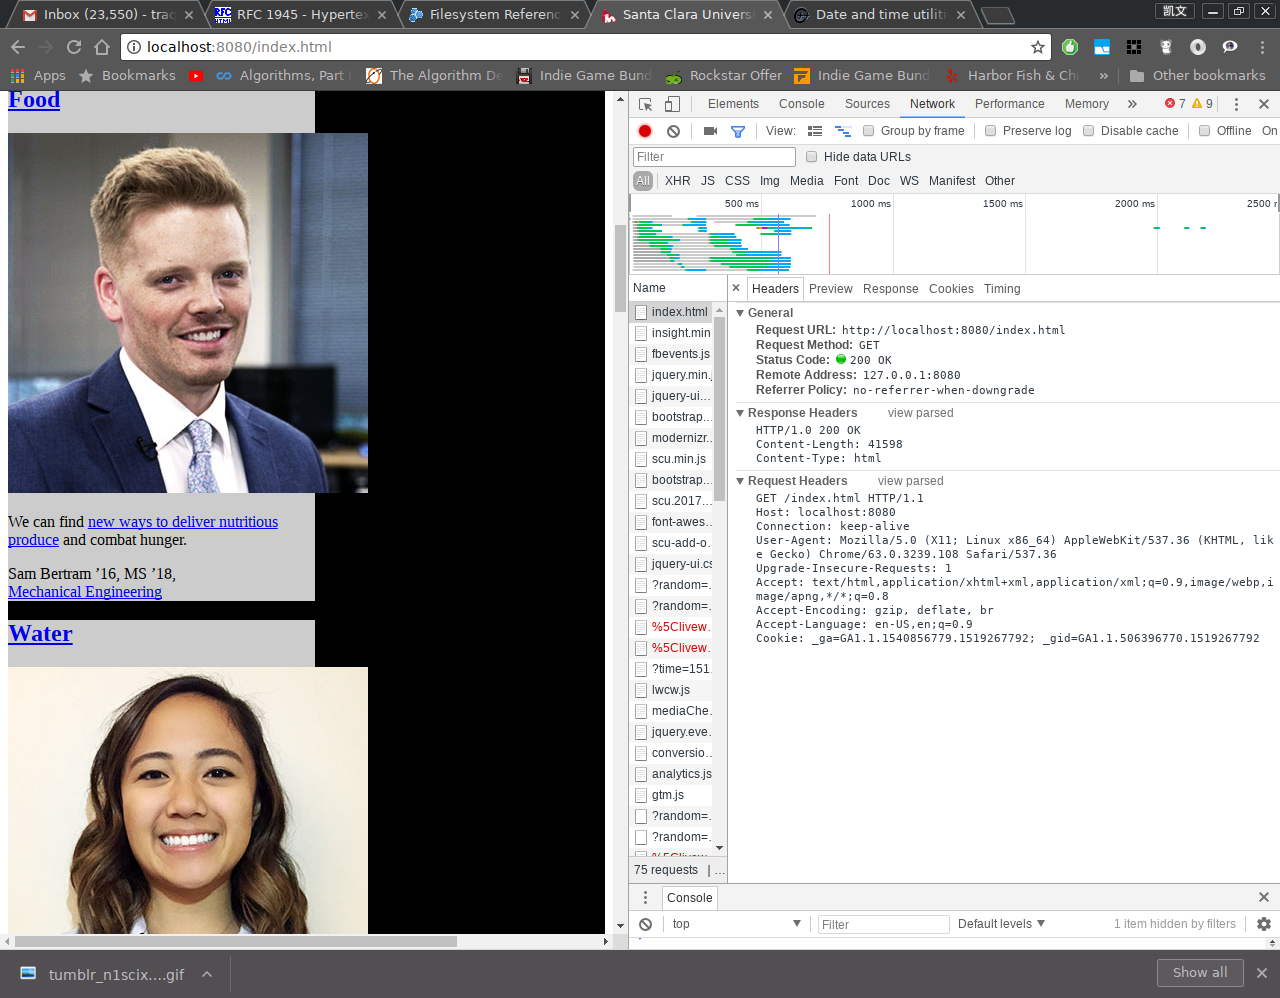 Inbox (23,550) - traq
RFC 1945 - Hypertex
Filesystem Referenc
Santa Clara Universi
Date and time utiliti
凯文
localhost:8080/index.html
Apps
Bookmarks
Algorithms, Part
The Algorithm De
Indie Game Bund
Rockstar Offer
Indie Game Bund
Harbor Fish & Ch
»
Other bookmarks
Food
We can find new ways to deliver nutritious
produce and combat hunger.
Sam Bertram ’16, MS ’18,
Mechanical Engineering
Water
Elements
Console
Sources
Network
Performance
Memory
»
7
9
View:
Group by frame
Preserve log
Disable cache
Offline
On
Filter
Hide data URLs
All
XHR
JS
CSS
Img
Media
Font
Doc
WS
Manifest
Other
500 ms
1000 ms
1500 ms
2000 ms
2500 r
Name
index.html
insight.min
fbevents.js
jquery.min.j
jquery-ui...
bootstrap...
modernizr...
scu.min.js
bootstrap...
scu.2017...
font-awes...
scu-add-o...
jquery-ui.cs
?random=...
?random=...
%5Clivew...
%5Clivew...
?time=151...
lwcw.js
mediaChe...
jquery.eve...
conversio...
analytics.js
gtm.js
?random=...
?random=...
%5Clivew...
75 requests | ...
Headers
Preview
Response
Cookies
Timing
General
Request URL: http://localhost:8080/index.html
Request Method: GET
Status Code: 200 OK
Remote Address: 127.0.0.1:8080
Referrer Policy: no-referrer-when-downgrade
Response Headers view parsed
HTTP/1.0 200 OK
Content-Length: 41598
Content-Type: html
Request Headers view parsed
GET /index.html HTTP/1.1
Host: localhost:8080
Connection: keep-alive
User-Agent: Mozilla/5.0 (X11; Linux x86_64) AppleWebKit/537.36 (KHTML, lik
e Gecko) Chrome/63.0.3239.108 Safari/537.36
Upgrade-Insecure-Requests: 1
Accept: text/html,application/xhtml+xml,application/xml;q=0.9,image/webp,i
mage/apng,*/*;q=0.8
Accept-Encoding: gzip, deflate, br
Accept-Language: en-US,en;q=0.9
Cookie: _ga=GA1.1.1540856779.1519267792; _gid=GA1.1.506396770.1519267792
Console
top
Filter
Default levels
1 item hidden by filters
tumblr_n1scix....gif
Show all